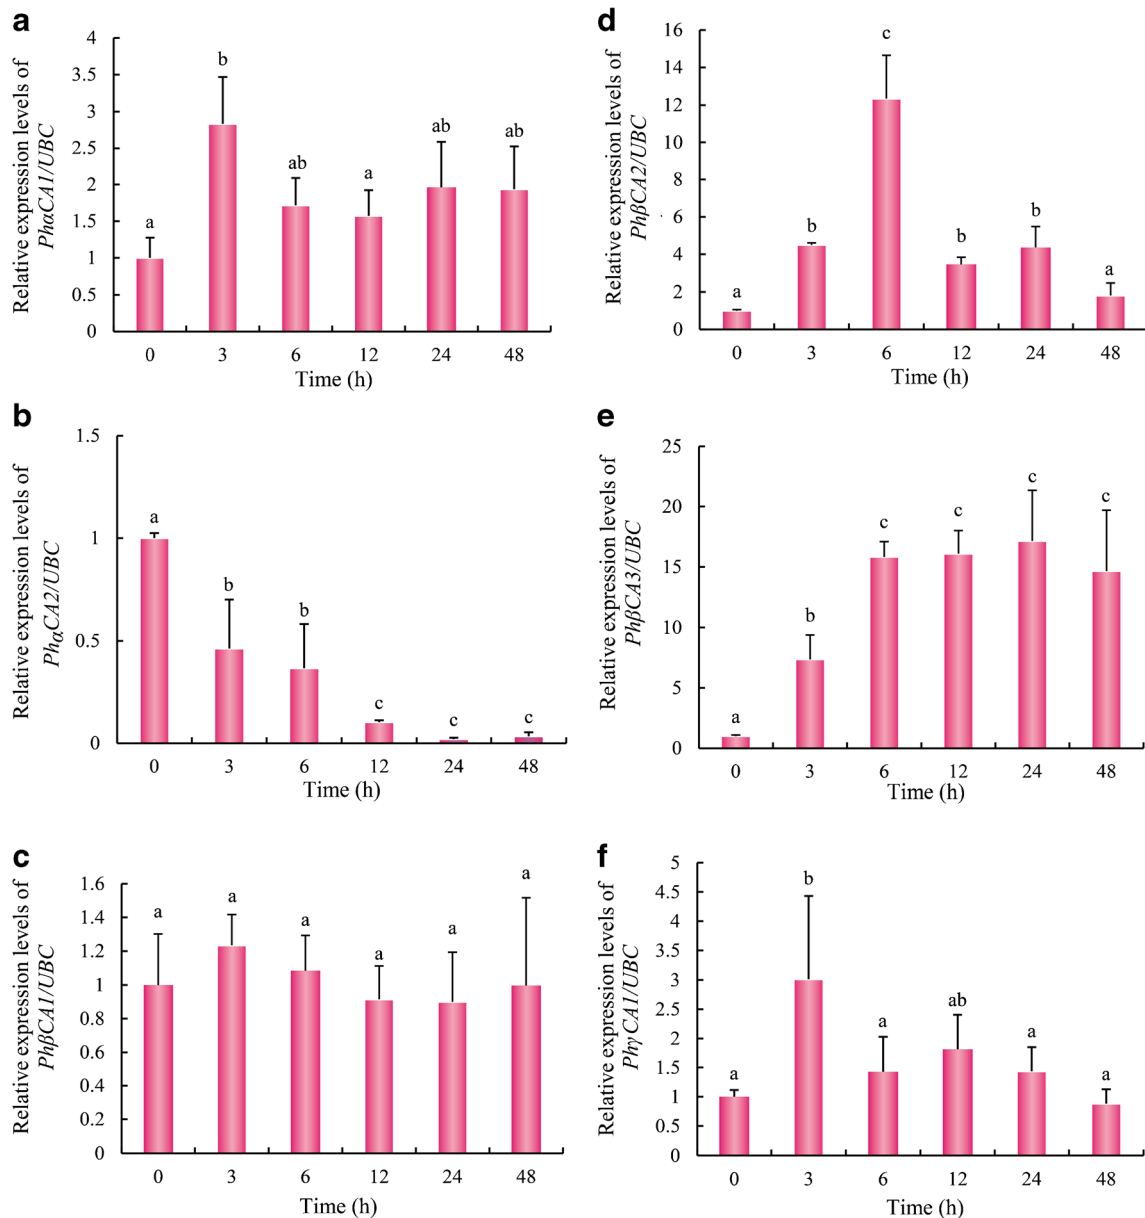 a
Relative expression levels of
PhαCA1/UBC
4
3.5
3
2.5
2
1.5
1
0.5
0
a
b
ab
a
ab
ab
0 3 6 12 24 48
Time (h)
b
Relative expression levels of
PhαCA2/UBC
1.5
1
0.5
0
a
b
b
c
c
c
0 3 6 12 24 48
Time (h)
c
Relative expression levels of
PhβCA1/UBC
1.6
1.4
1.2
1
0.8
0.6
0.4
0.2
0
a
a
a
a
a
a
0 3 6 12 24 48
Time (h)
d
Relative expression levels of
PhβCA2/UBC
16
14
12
10
8
6
4
2
0
a
b
c
b
b
a
0 3 6 12 24 48
Time (h)
e
Relative expression levels of
PhβCA3/UBC
25
20
15
10
5
0
a
b
c
c
c
c
0 3 6 12 24 48
Time (h)
f
Relative expression levels of
PhγCA1/UBC
5
4.5
4
3.5
3
2.5
2
1.5
1
0.5
0
a
b
a
ab
a
a
0 3 6 12 24 48
Time (h)